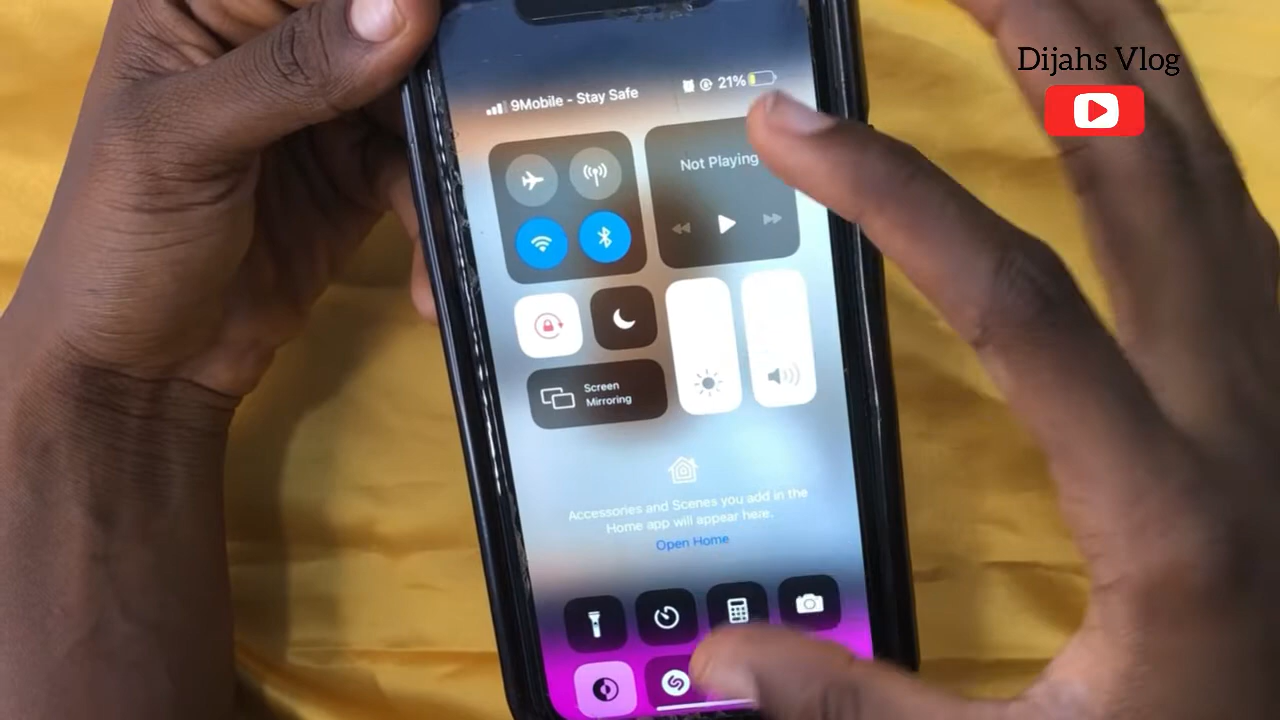 Dijahs Vlog
9Mobile - Stay Safe 21%
Not Playing
Screen
Mirroring
Accessories and Scenes you add in the
Home app will appear here.
Open Home